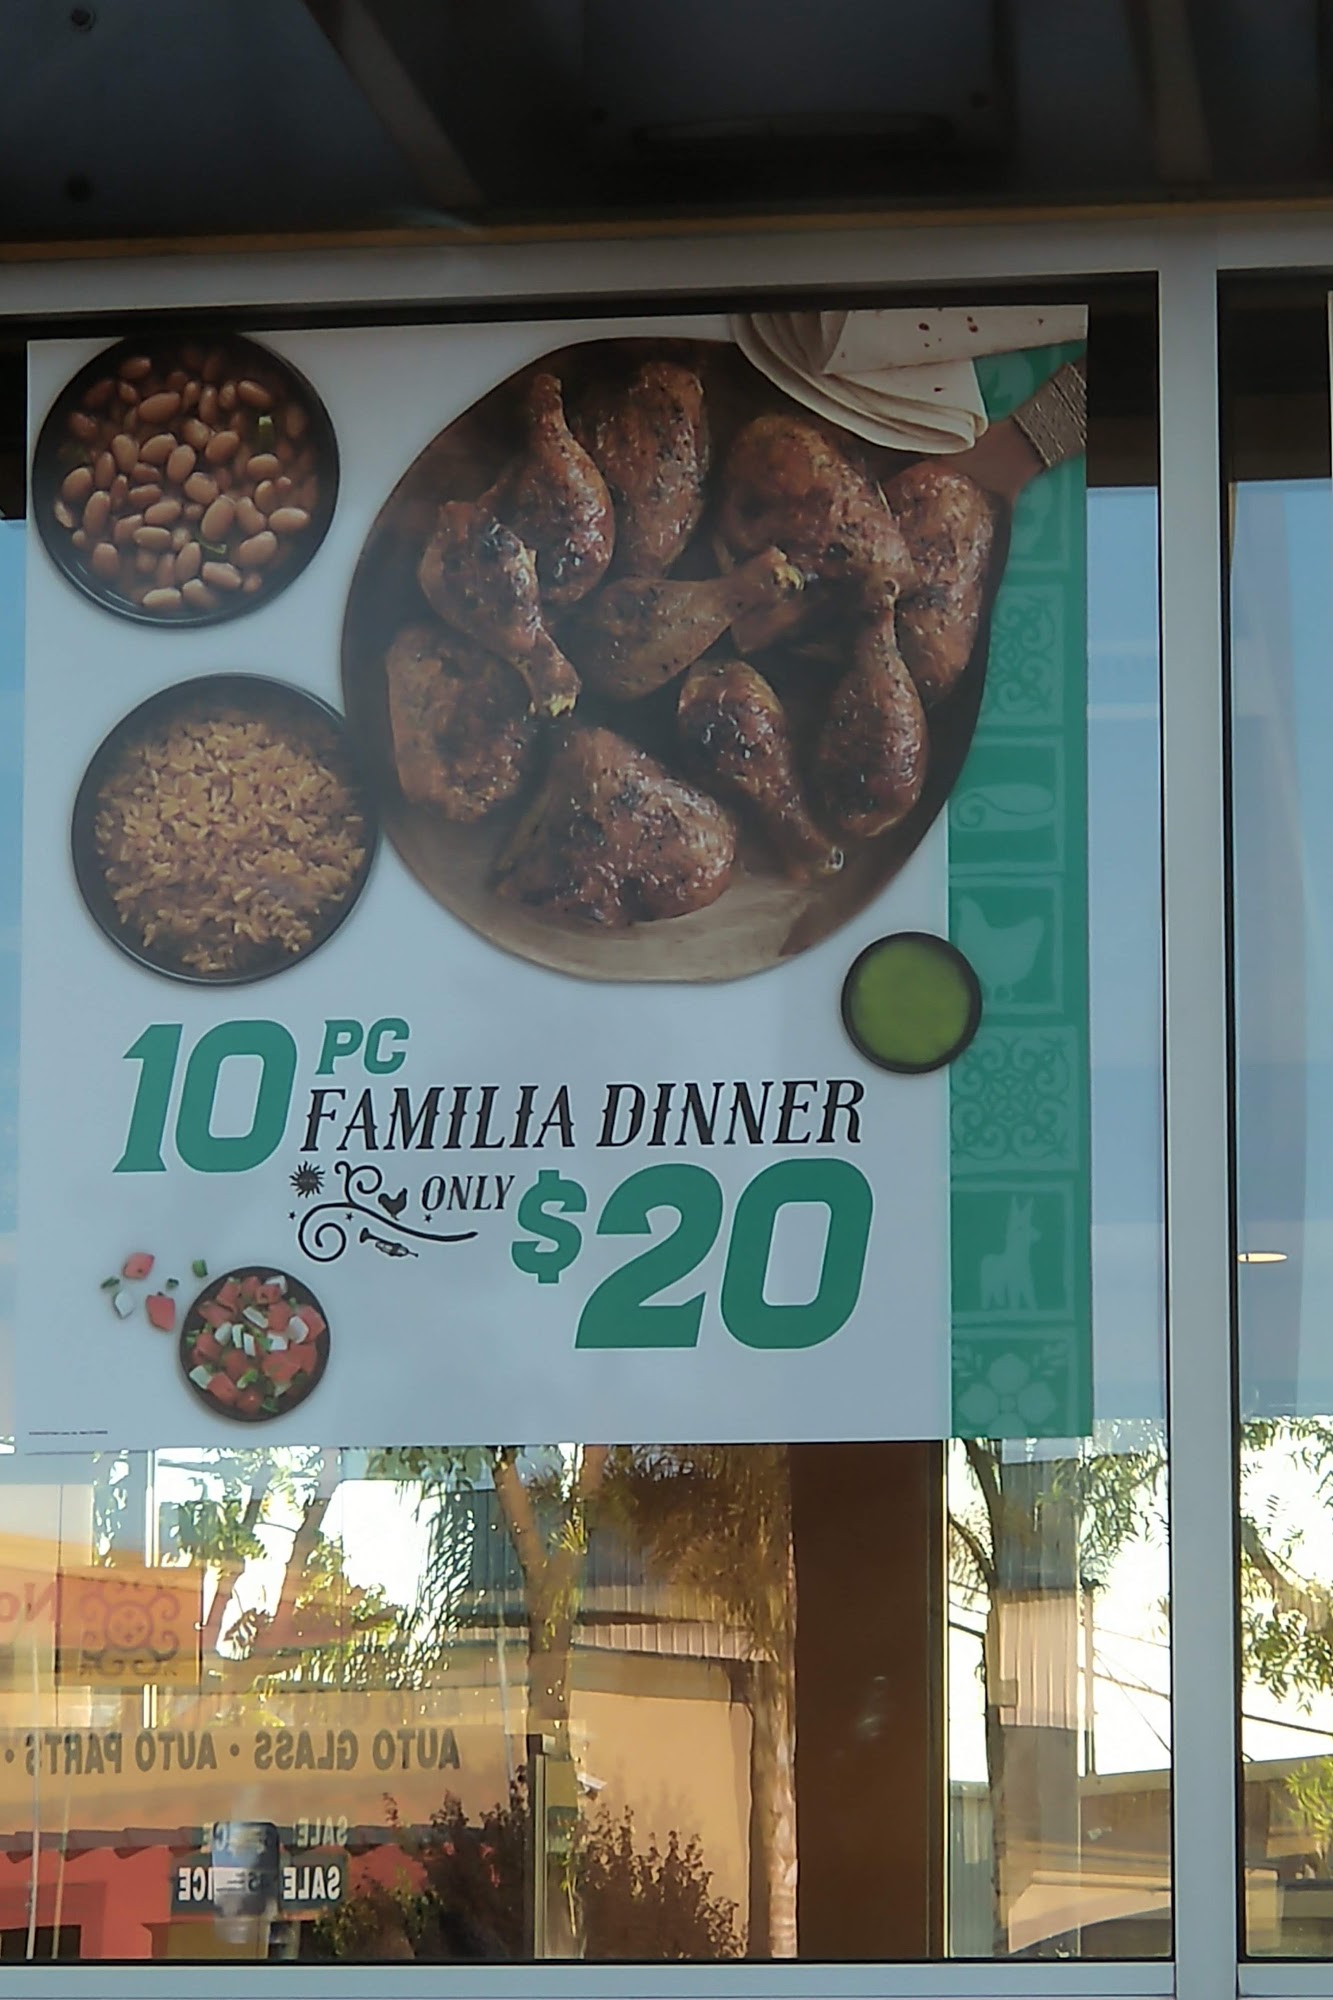 10 PC
FAMILIA DINNER
ONLY $20
AUTO GLASS • AUTO PARTS •
SALE
SALE